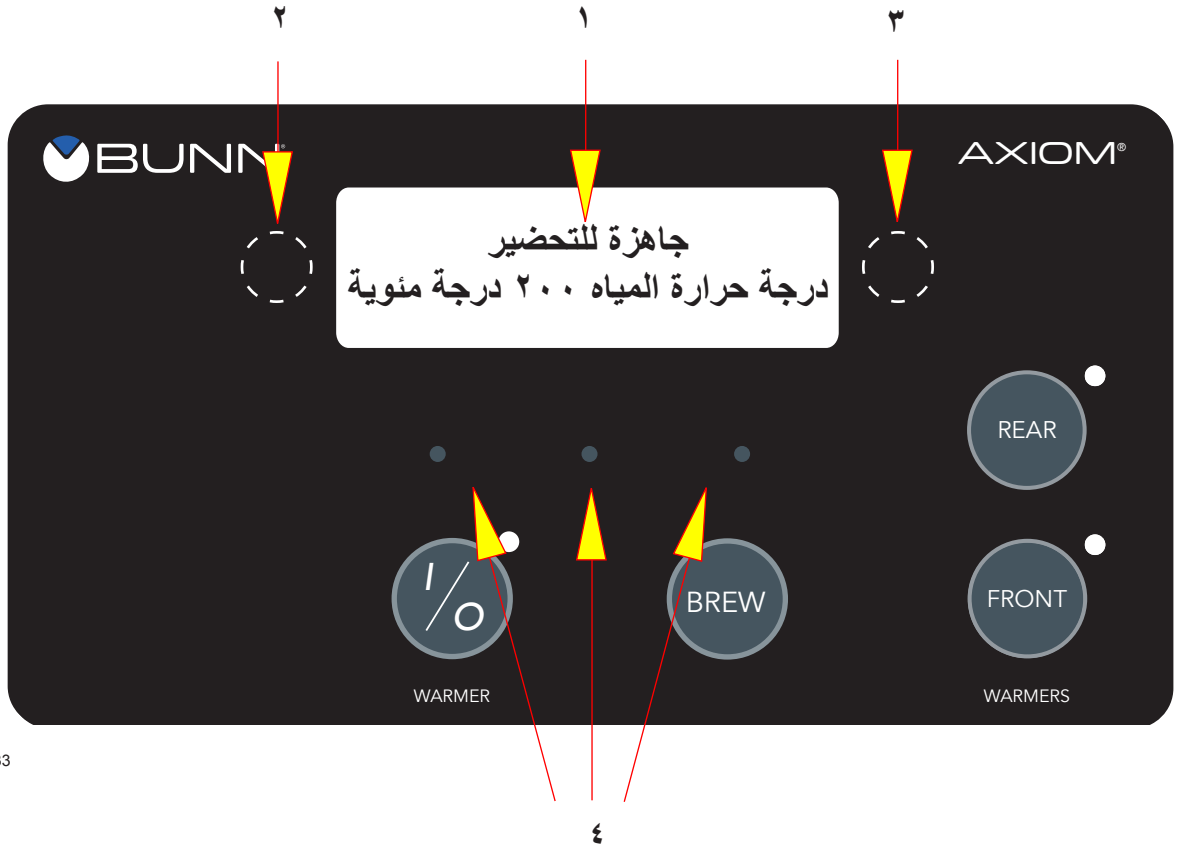 ٢ ١ ٣
BUNN® AXIOM®
جاهزة للتحضير
درجة حرارة المياه ٢٠٠ درجة مئوية
REAR
I/O BREW FRONT
WARMER WARMERS
٤